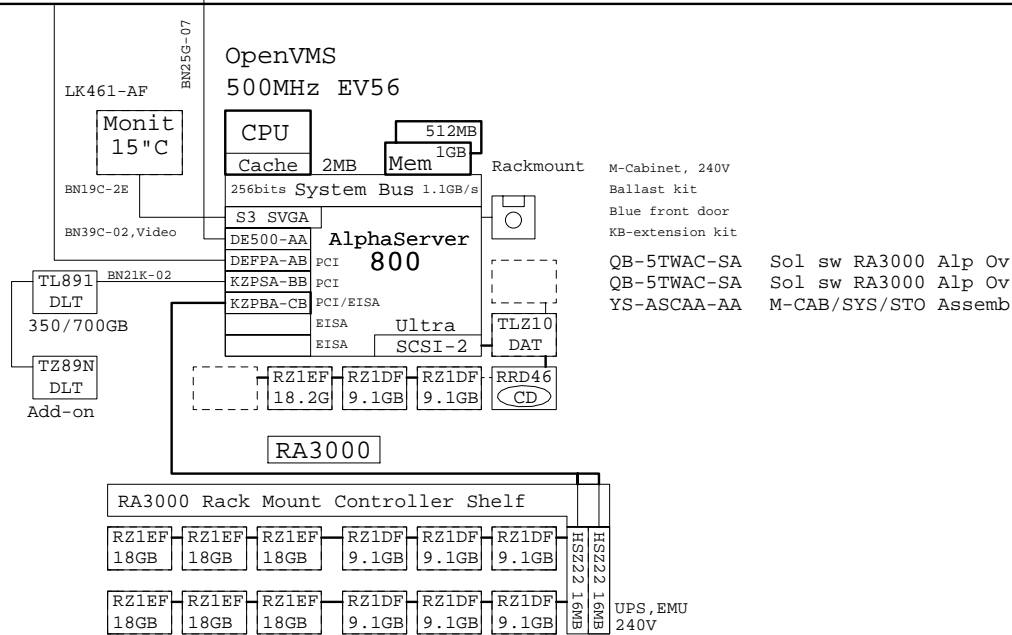 BN25G-07
OpenVMS
500MHz EV56
LK461-AF
Monit
15"C
CPU
Cache
2MB
512MB
1GB
Mem
Rackmount
M-Cabinet, 240V
Ballast kit
Blue front door
KB-extension kit
BN19C-2E
256bits System Bus 1.1GB/s
S3 SVGA
BN39C-02,Video
DE500-AA
AlphaServer
800
DEFPA-AB PCI
BN21K-02
KZPSA-BB PCI
KZPBA-CB PCI/EISA
EISA
EISA
Ultra
SCSI-2
QB-5TWAC-SA Sol sw RA3000 Alp Ov
QB-5TWAC-SA Sol sw RA3000 Alp Ov
YS-ASCAA-AA M-CAB/SYS/STO Assemb
TL891
DLT
350/700GB
TZ89N
DLT
Add-on
TLZ10
DAT
RZ1EF RZ1DF RZ1DF RRD46
18.2G 9.1GB 9.1GB CD
RA3000
RA3000 Rack Mount Controller Shelf
RZ1EF RZ1EF RZ1EF RZ1DF RZ1DF RZ1DF
18GB 18GB 18GB 9.1GB 9.1GB 9.1GB
HSZ22 16MB
HSZ22 16MB
RZ1EF RZ1EF RZ1EF RZ1DF RZ1DF RZ1DF
18GB 18GB 18GB 9.1GB 9.1GB 9.1GB
UPS,EMU
240V